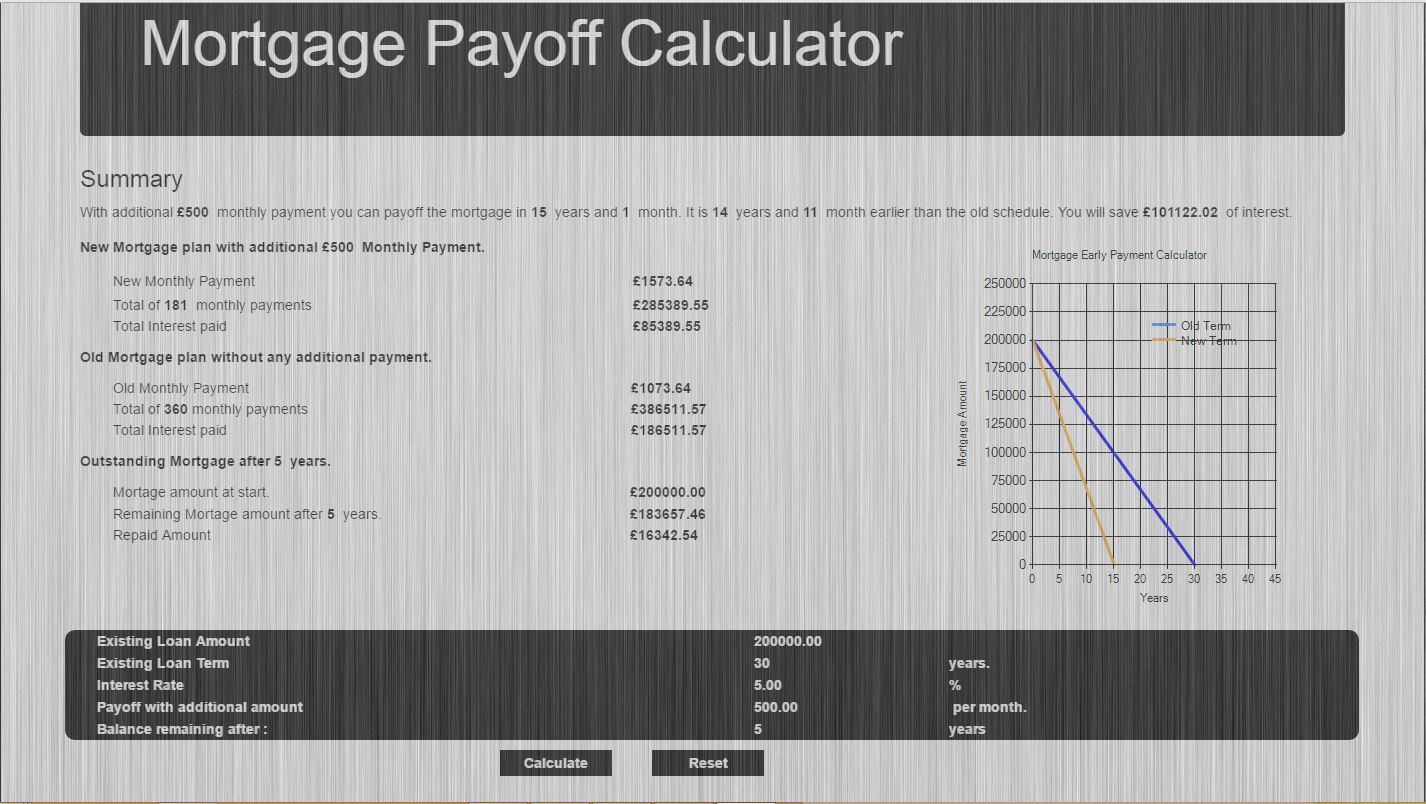 Mortgage Payoff Calculator
Summary
With additional £500 monthly payment you can payoff the mortgage in 15 years and 1 month. It is 14 years and 11 month earlier than the old schedule. You will save £101122.02 of interest.
New Mortgage plan with additional £500 Monthly Payment.
New Monthly Payment £1573.64
Total of 181 monthly payments £285389.55
Total Interest paid £85389.55
Old Mortgage plan without any additional payment.
Old Monthly Payment £1073.64
Total of 360 monthly payments £386511.57
Total Interest paid £186511.57
Outstanding Mortgage after 5 years.
Mortage amount at start. £200000.00
Remaining Mortage amount after 5 years. £183657.46
Repaid Amount £16342.54
Mortgage Early Payment Calculator
Mortgage Amount
250000
225000
200000
175000
150000
125000
100000
75000
50000
25000
0
Old Term
New Term
0 5 10 15 20 25 30 35 40 45
Years
Existing Loan Amount 200000.00
Existing Loan Term 30 years.
Interest Rate 5.00 %
Payoff with additional amount 500.00 per month.
Balance remaining after : 5 years
Calculate Reset